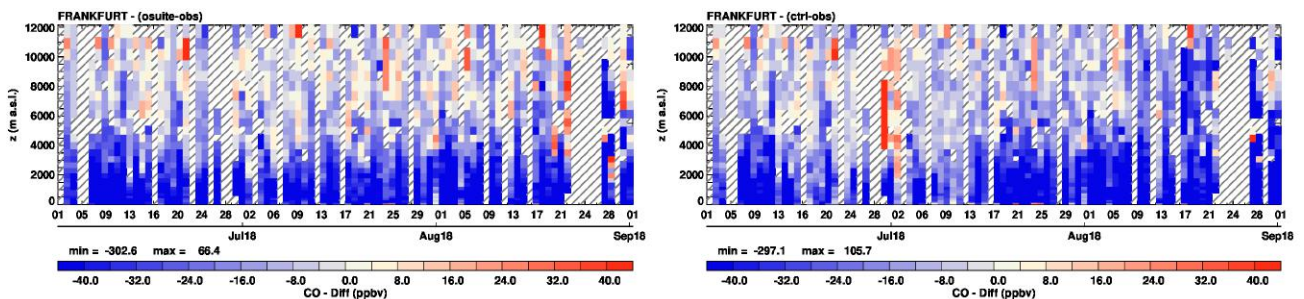 FRANKFURT - (osuite-obs)
12000
10000
8000
6000
4000
2000
0
z (m a.s.l.)
01 05 09 13 16 20 24 28 01 05 09 13 17 21 25 29 01 05 09 13 17 21 24 28 01
Jul18 Aug18 Sep18
min = -302.6 max = 66.4
-40.0 -32.0 -24.0 -16.0 -8.0 0.0 8.0 16.0 24.0 32.0 40.0
CO - Diff (ppbv)
FRANKFURT - (ctrl-obs)
12000
10000
8000
6000
4000
2000
0
z (m a.s.l.)
01 05 09 13 16 20 24 28 02 06 09 13 17 21 25 29 02 05 09 13 17 21 24 28 01
Jul18 Aug18 Sep18
min = -297.1 max = 105.7
-40.0 -32.0 -24.0 -16.0 -8.0 0.0 8.0 16.0 24.0 32.0 40.0
CO - Diff (ppbv)